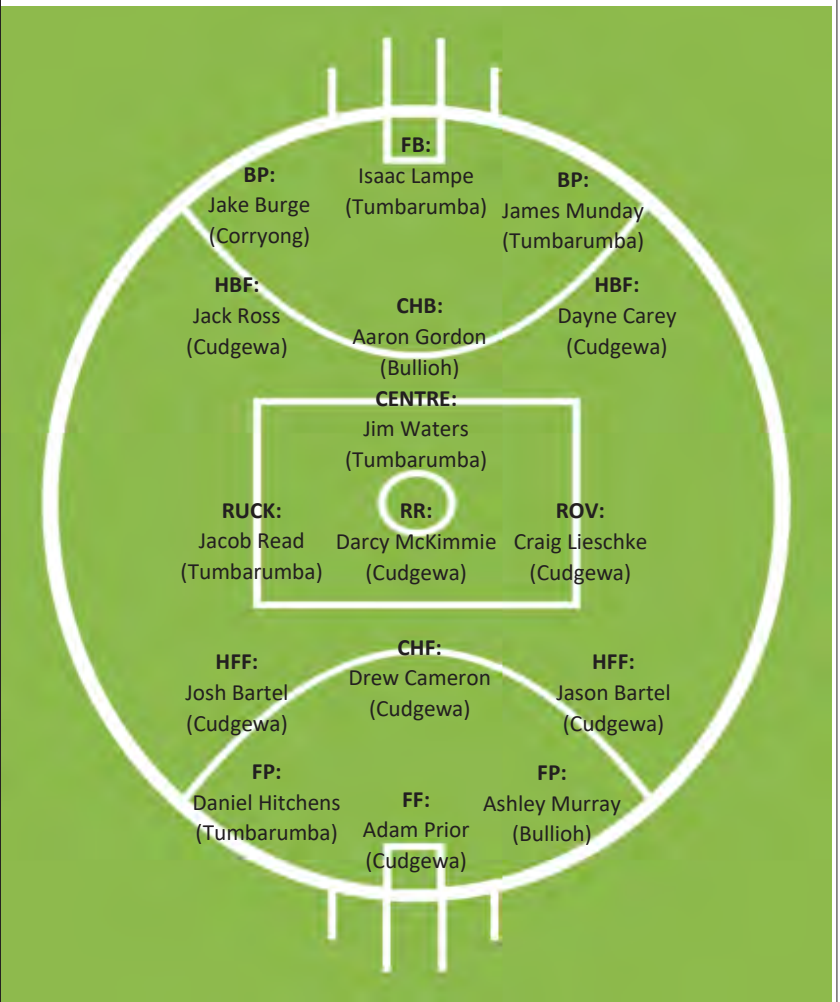 FB:
Isaac Lampe
(Tumbarumba)
BP:
Jake Burge
(Corryong)
BP:
James Munday
(Tumbarumba)
HBF:
Jack Ross
(Cudgewa)
CHB:
Aaron Gordon
(Bullioh)
HBF:
Dayne Carey
(Cudgewa)
CENTRE:
Jim Waters
(Tumbarumba)
RUCK:
Jacob Read
(Tumbarumba)
RR:
Darcy McKimmie
(Cudgewa)
ROV:
Craig Lieschke
(Cudgewa)
HFF:
Josh Bartel
(Cudgewa)
CHF:
Drew Cameron
(Cudgewa)
HFF:
Jason Bartel
(Cudgewa)
FP:
Daniel Hitchens
(Tumbarumba)
FF:
Adam Prior
(Cudgewa)
FP:
Ashley Murray
(Bullioh)